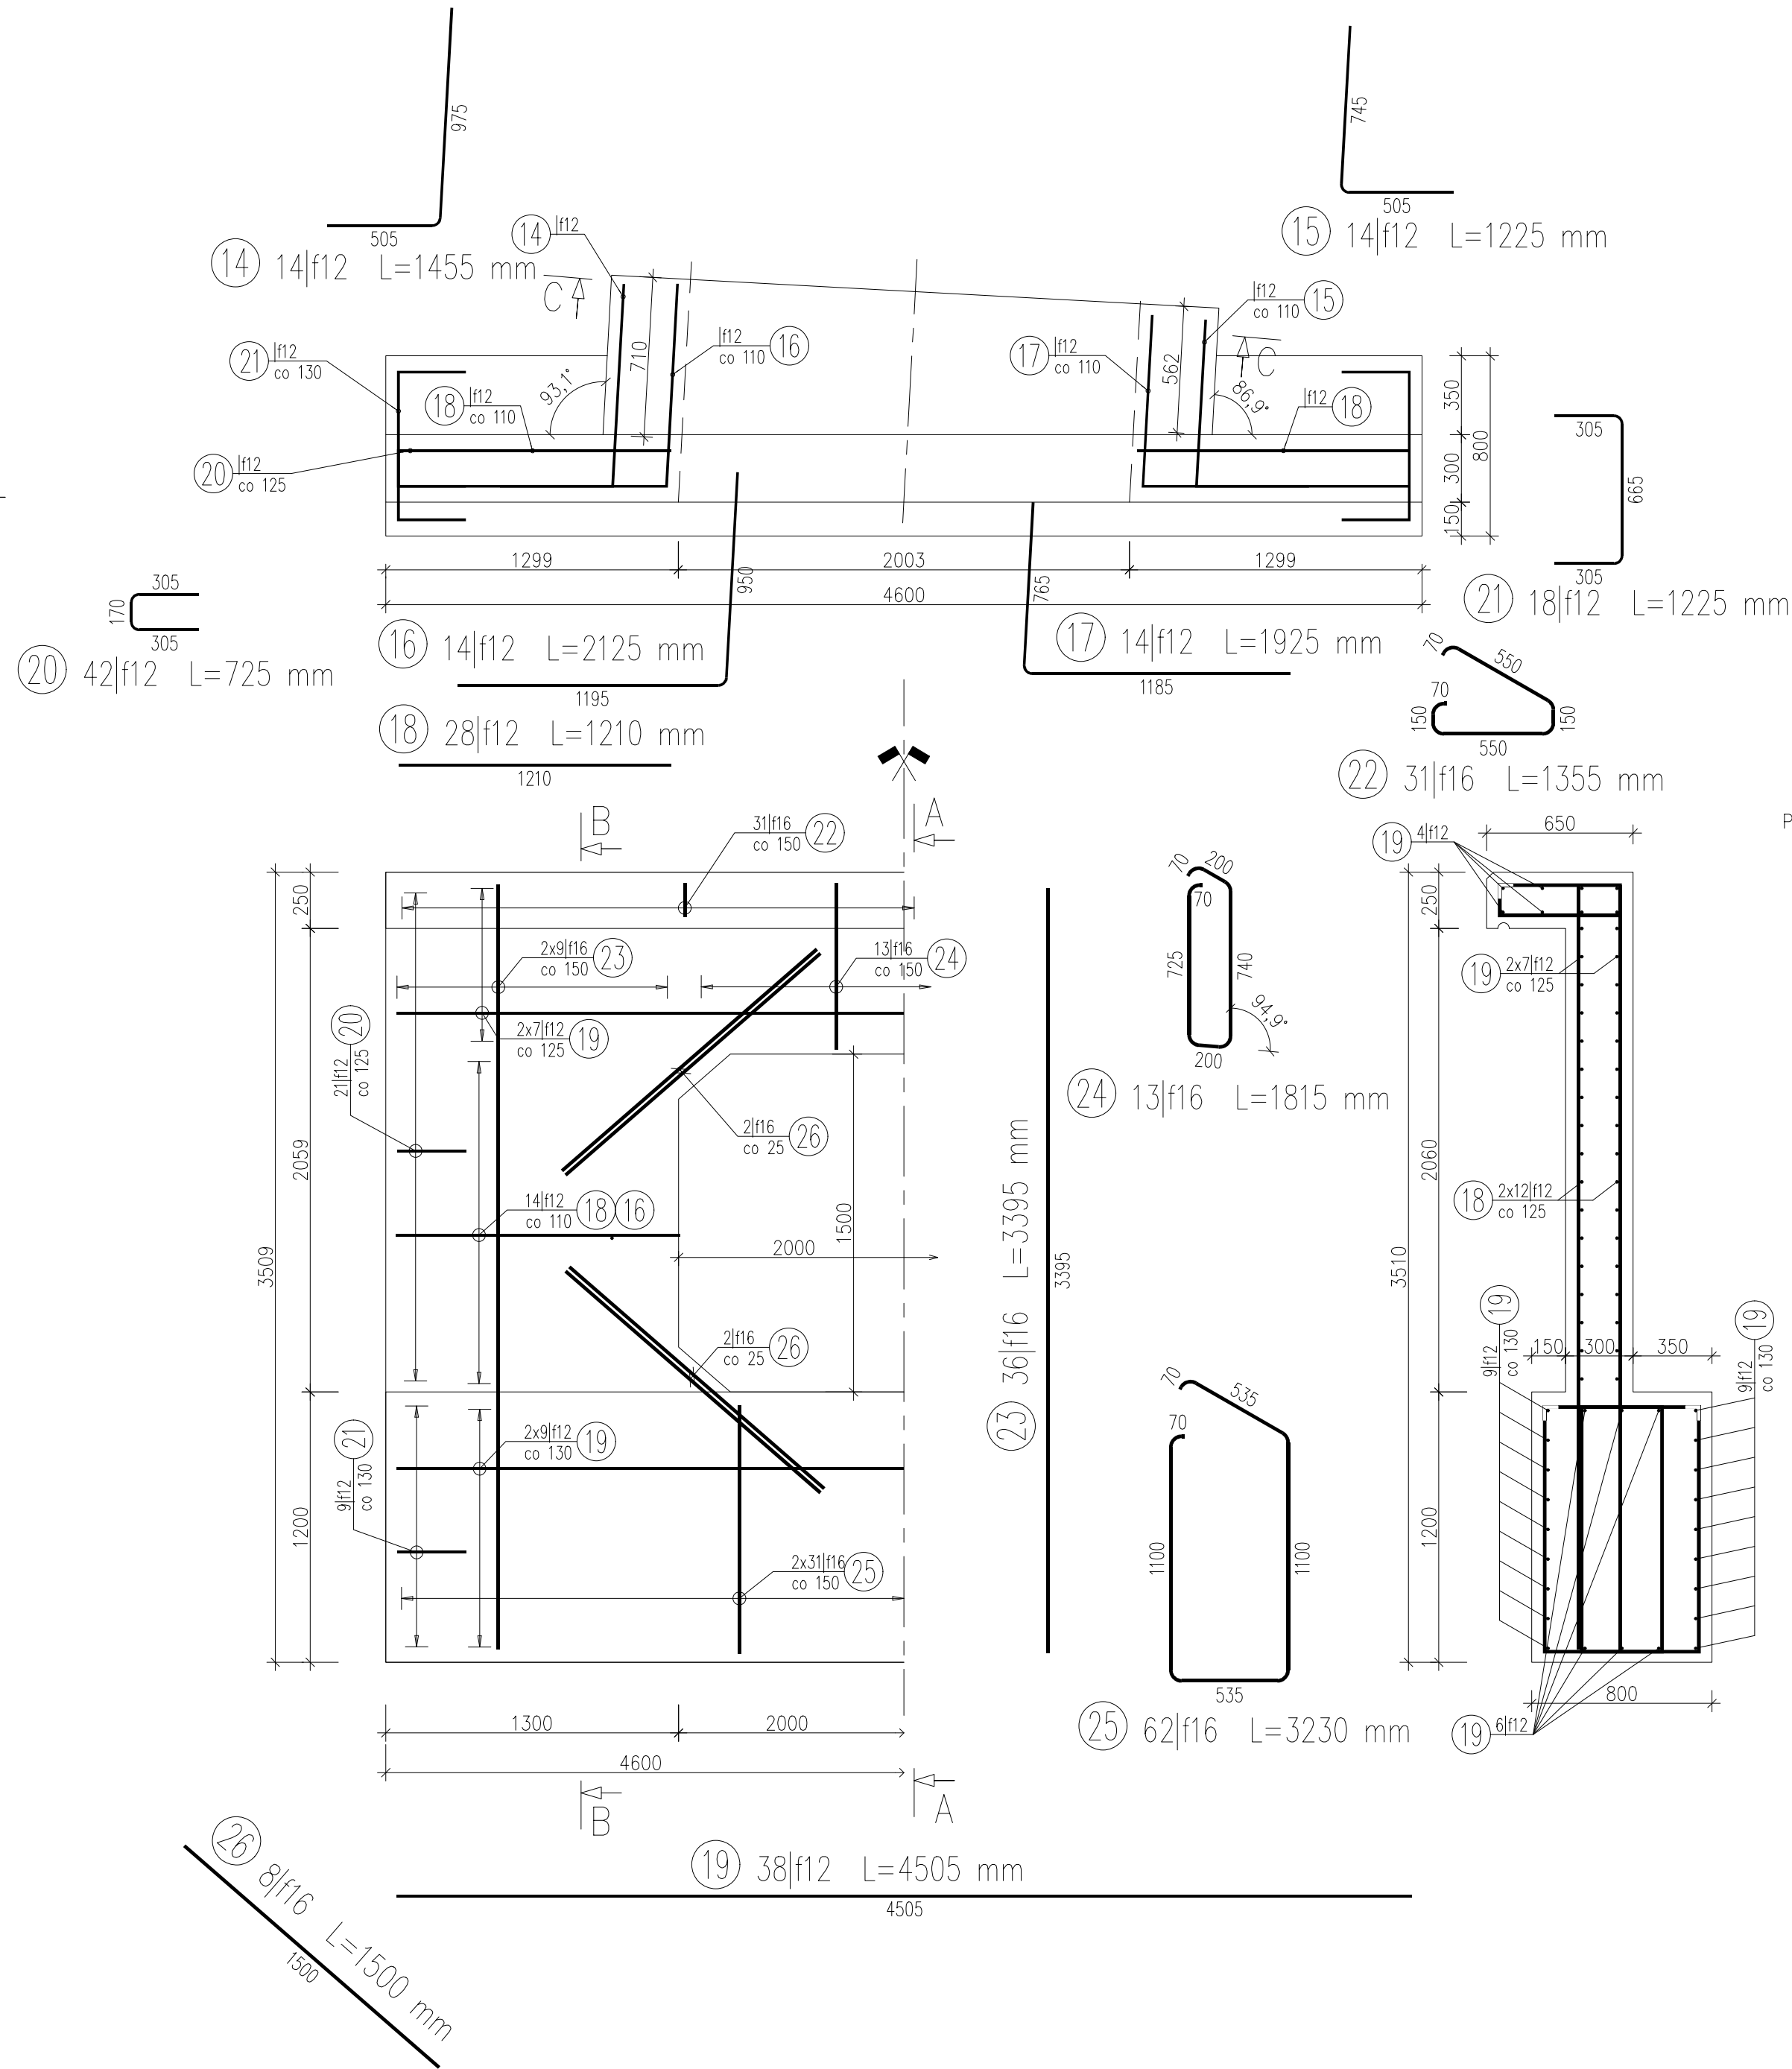 975
505
14 14|f12 L=1455 mm
745
505
15 14|f12 L=1225 mm
14 |f12
C
|f12
co 110 15
C
21 |f12
co 130
710
|f12
co 110 16
17 |f12
co 110
562
93,1°
86,9°
18 |f12
co 110
|f12 18
20 |f12
co 125
350
300
150
800
305
665
305
21 18|f12 L=1225 mm
1299
2003
1299
4600
950
765
305
170
305
20 42|f12 L=725 mm
16 14|f12 L=2125 mm
1195
17 14|f12 L=1925 mm
1185
18 28|f12 L=1210 mm
1210
70
550
70
150
150
550
22 31|f16 L=1355 mm
B
A
31|f16
co 150 22
250
2059
1200
3509
2x9|f16
co 150 23
13|f16
co 150 24
2x7|f12
co 125 19
20
21|f12
co 125
2|f16
co 25 26
14|f12
co 110 18 16
2000
1500
2|f16
co 25 26
21
9|f12
co 130
2x9|f12
co 130 19
2x31|f16
co 150 25
1300
2000
4600
B
A
23 36|f16 L=3395 mm
3395
70
200
70
725
740
94,9°
200
24 13|f16 L=1815 mm
70
535
70
1100
1100
535
25 62|f16 L=3230 mm
19 4|f12
650
P
250
2060
1200
3510
19 2x7|f12
co 125
18 2x12|f12
co 125
150
300
350
19
9|f12
co 130
19
9|f12
co 130
800
19 6|f12
26 8|f16 L=1500 mm
1500
19 38|f12 L=4505 mm
4505